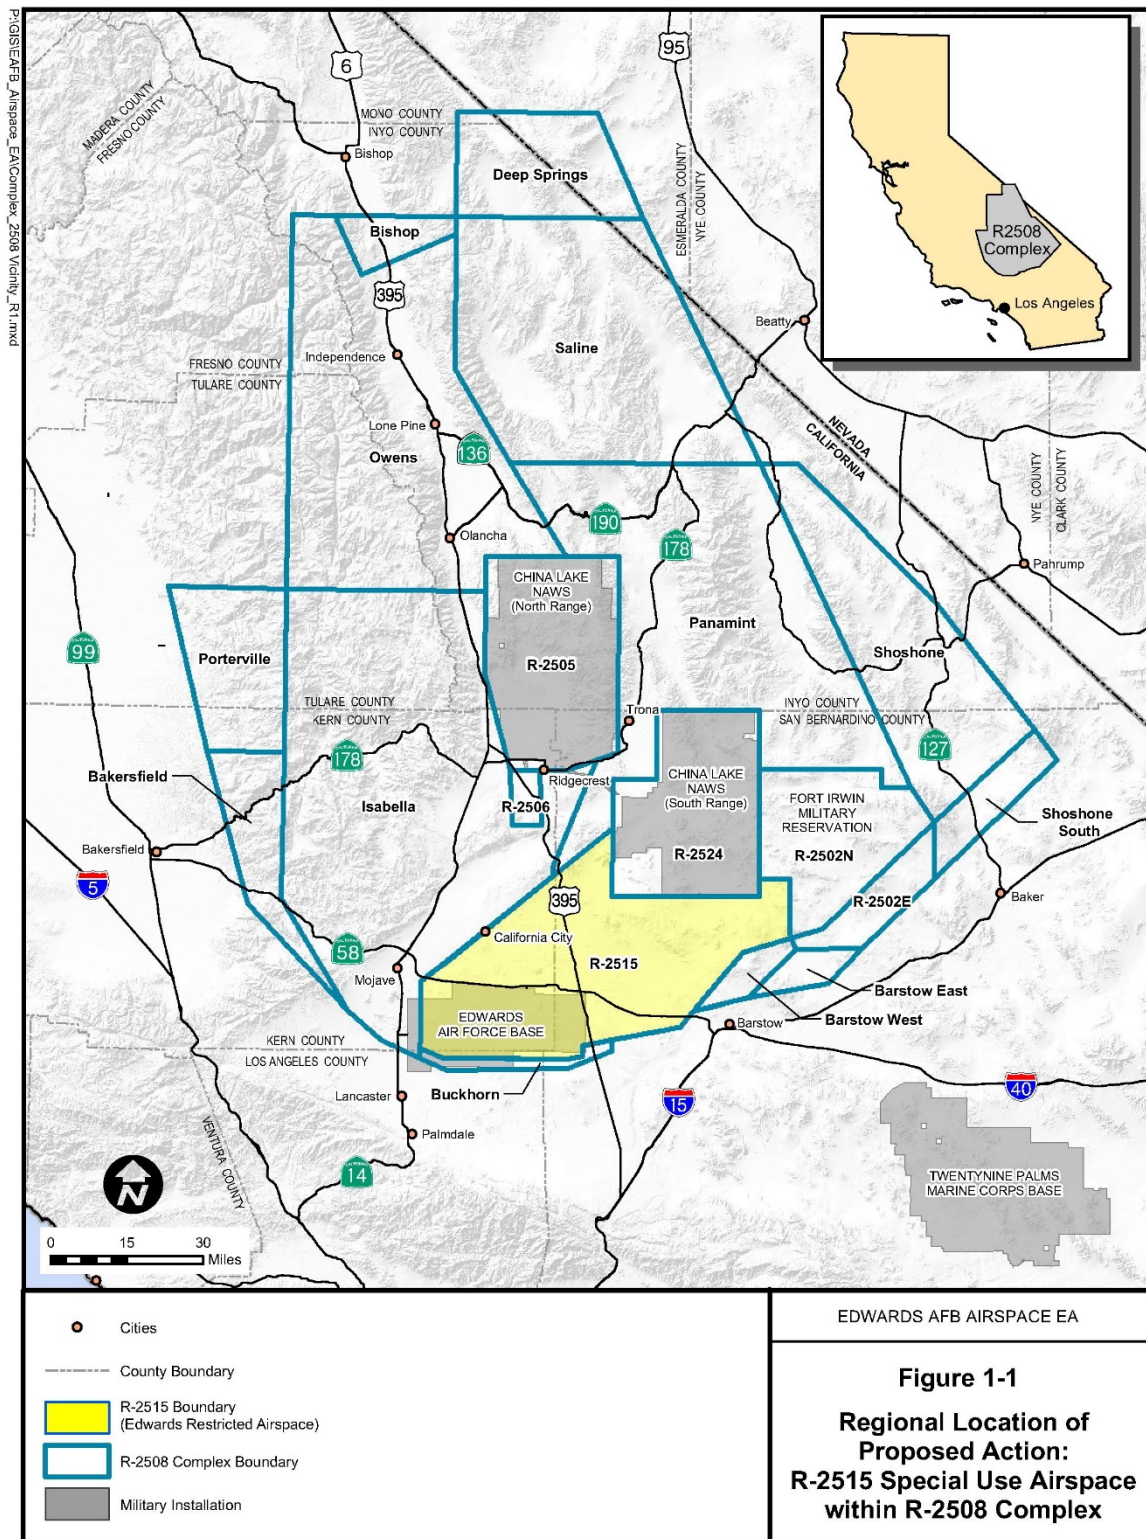 P:\GIS\EAFB_Airspace_EA\Complex_2508 Vicinity_R1.mxd
6
95
MADERA COUNTY
FRESNO COUNTY
MONO COUNTY
INYO COUNTY
Bishop
Deep Springs
ESMERALDA COUNTY
NYE COUNTY
R2508
Complex
Los Angeles
Bishop
395
Beatty
Saline
Independence
FRESNO COUNTY
TULARE COUNTY
Lone Pine
CALIFORNIA
136
Owens
NEVADA
CALIFORNIA
NYE COUNTY
CLARK COUNTY
CALIFORNIA
190
Olancha
CALIFORNIA
178
Pahrump
CHINA LAKE
NAWS
(North Range)
R-2505
Panamint
Shoshone
CALIFORNIA
99
Porterville
TULARE COUNTY
KERN COUNTY
Trona
INYO COUNTY
SAN BERNARDINO COUNTY
CALIFORNIA
178
CALIFORNIA
127
Bakersfield
Ridgecrest
CHINA LAKE
NAWS
(South Range)
Isabella
R-2506
FORT IRWIN
MILITARY
RESERVATION
Shoshone
South
Bakersfield
R-2524
R-2502N
5
R-2502E
Baker
395
California City
CALIFORNIA
58
R-2515
Mojave
Barstow East
EDWARDS
AIR FORCE BASE
Barstow West
Barstow
KERN COUNTY
LOS ANGELES COUNTY
Buckhorn
Lancaster
15
40
Palmdale
VENTURA COUNTY
CALIFORNIA
14
TWENTYNINE PALMS
MARINE CORPS BASE
N
0 15 30
Miles
Cities
County Boundary
R-2515 Boundary
(Edwards Restricted Airspace)
R-2508 Complex Boundary
Military Installation
EDWARDS AFB AIRSPACE EA
Figure 1-1
Regional Location of
Proposed Action:
R-2515 Special Use Airspace
within R-2508 Complex